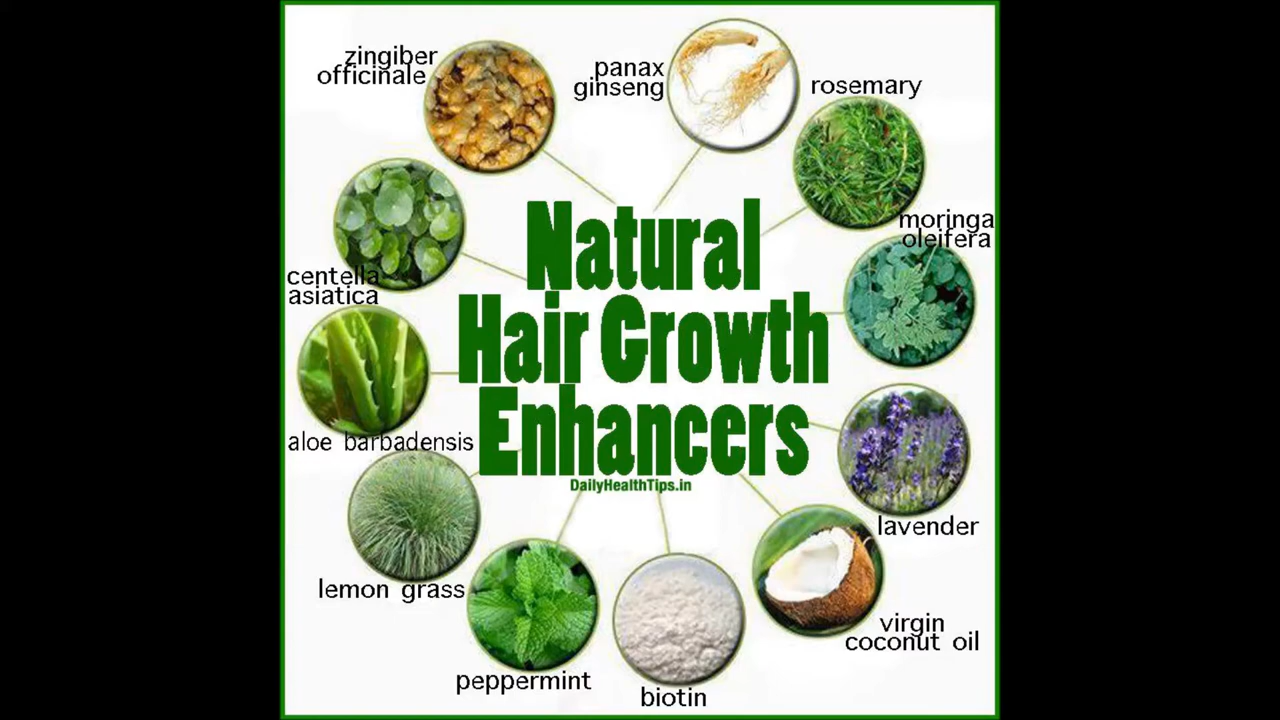 zingiber
officinale
panax
ginseng
rosemary
moringa
oleifera
centella
asiatica
Natural
Hair Growth
Enhancers
DailyHealthTips.in
aloe barbadensis
lavender
lemon grass
virgin
coconut oil
peppermint
biotin